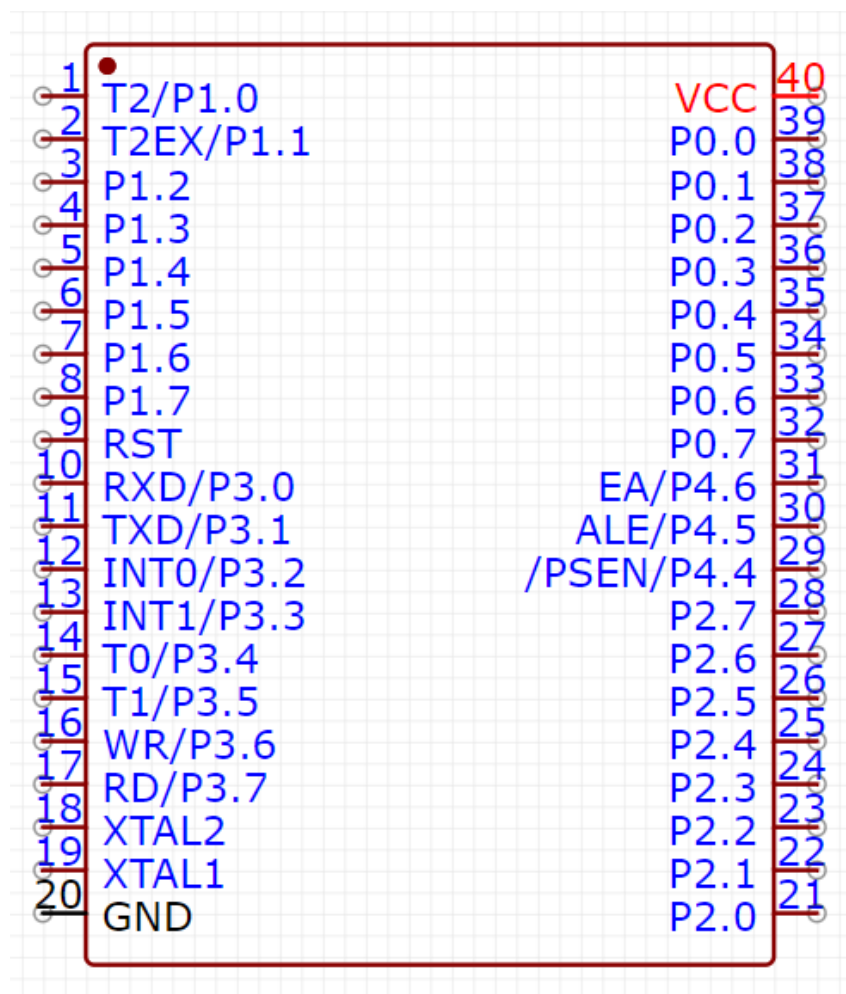 1 T2/P1.0 VCC 40
2 T2EX/P1.1 P0.0 39
3 P1.2 P0.1 38
4 P1.3 P0.2 37
5 P1.4 P0.3 36
6 P1.5 P0.4 35
7 P1.6 P0.5 34
8 P1.7 P0.6 33
9 RST P0.7 32
10 RXD/P3.0 EA/P4.6 31
11 TXD/P3.1 ALE/P4.5 30
12 INT0/P3.2 /PSEN/P4.4 29
13 INT1/P3.3 P2.7 28
14 T0/P3.4 P2.6 27
15 T1/P3.5 P2.5 26
16 WR/P3.6 P2.4 25
17 RD/P3.7 P2.3 24
18 XTAL2 P2.2 23
19 XTAL1 P2.1 22
20 GND P2.0 21